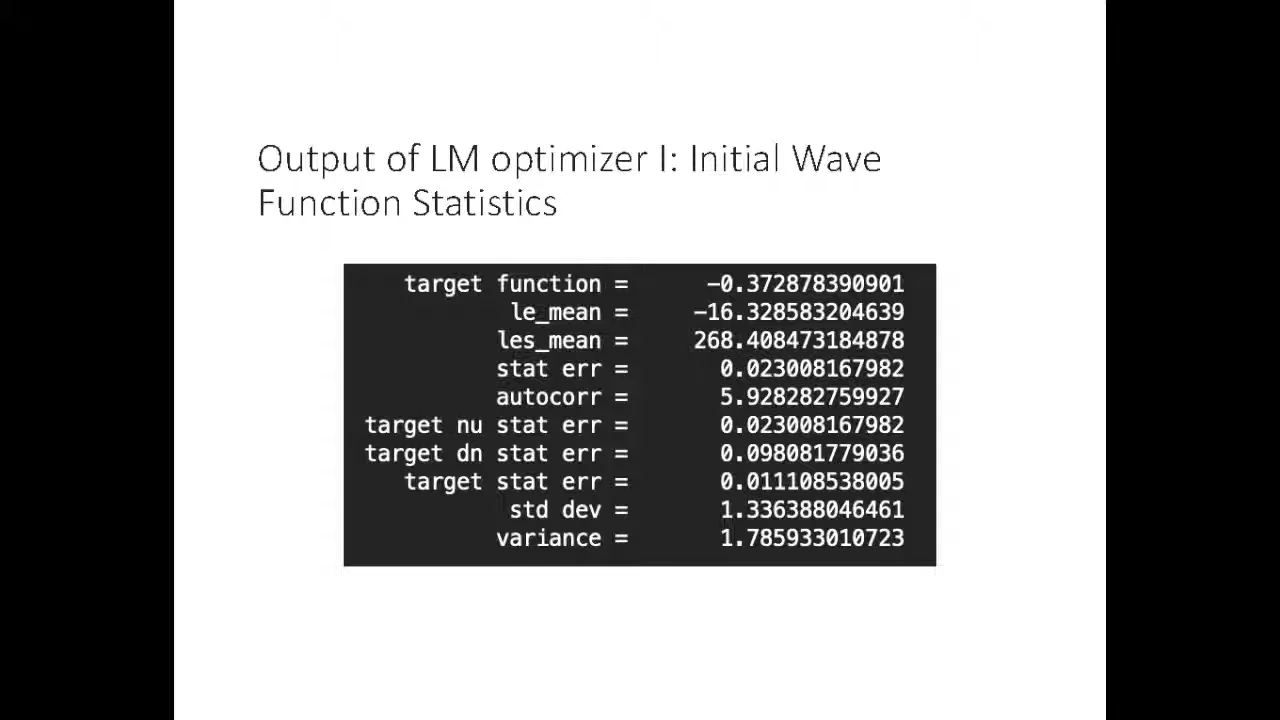 Output of LM optimizer I: Initial Wave
Function Statistics
target function = -0.372878390901
le_mean = -16.328583204639
les_mean = 268.408473184878
stat err = 0.023008167982
autocorr = 5.928282759927
target nu stat err = 0.023008167982
target dn stat err = 0.098081779036
target stat err = 0.011108538005
std dev = 1.336388046461
variance = 1.785933010723